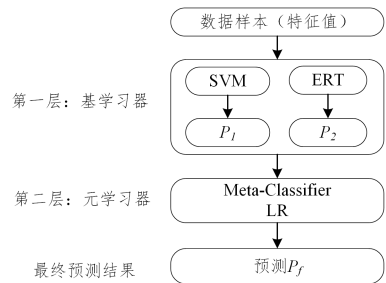 数据样本（特征值）
SVM ERT
第一层：基学习器
P1 P2
Meta-Classifier
第二层：元学习器
LR
最终预测结果 预测Pf